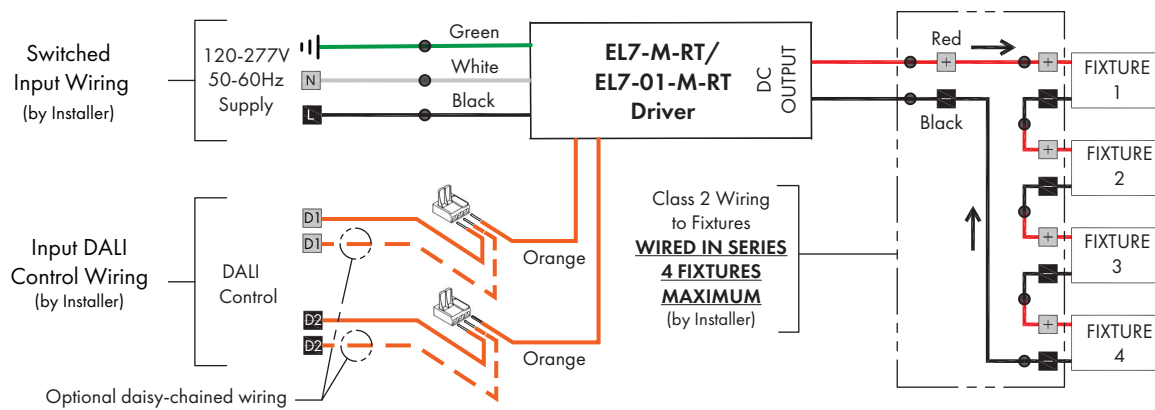 Switched
Input Wiring
(by Installer)
120-277V
50-60Hz
Supply
N
L
Green
White
Black
EL7-M-RT/
EL7-01-M-RT
Driver
DC
OUTPUT
Red
+
+
Black
FIXTURE
1
+
FIXTURE
2
+
FIXTURE
3
+
FIXTURE
4
Class 2 Wiring
to Fixtures
WIRED IN SERIES
4 FIXTURES
MAXIMUM
(by Installer)
Input DALI
Control Wiring
(by Installer)
DALI
Control
D1
D1
D2
D2
Orange
Orange
Optional daisy-chained wiring